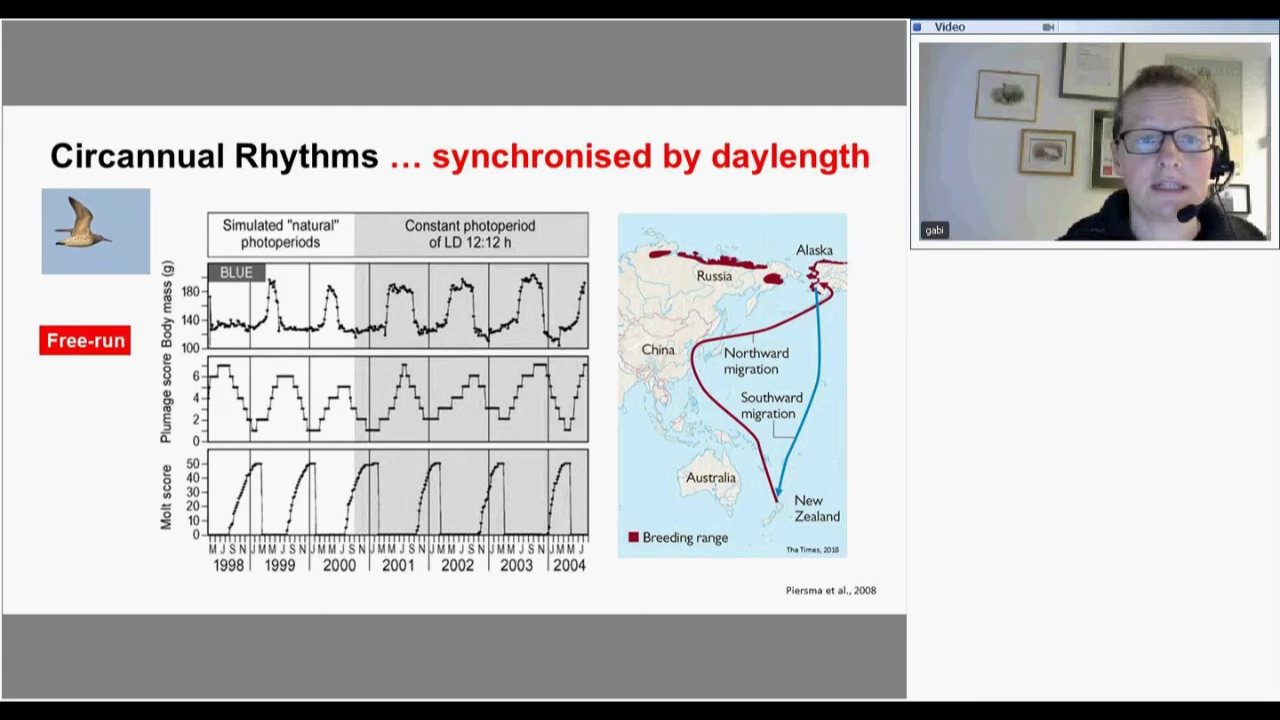 Video
gabi
Circannual Rhythms … synchronised by daylength
Free-run
Simulated "natural"
photoperiods
Constant photoperiod
of LD 12:12 h
BLUE
Body mass (g)
180
140
100
Plumage score
6
4
2
0
Molt score
50
40
30
20
10
0
M J S N J M M J S N J M M J S N J M M J S N J M M J S N J M M J S N J M M J
1998 1999 2000 2001 2002 2003 2004
Alaska
Russia
China
Northward
migration
Southward
migration
Australia
New
Zealand
Breeding range
The Times, 2018
Piersma et al., 2008